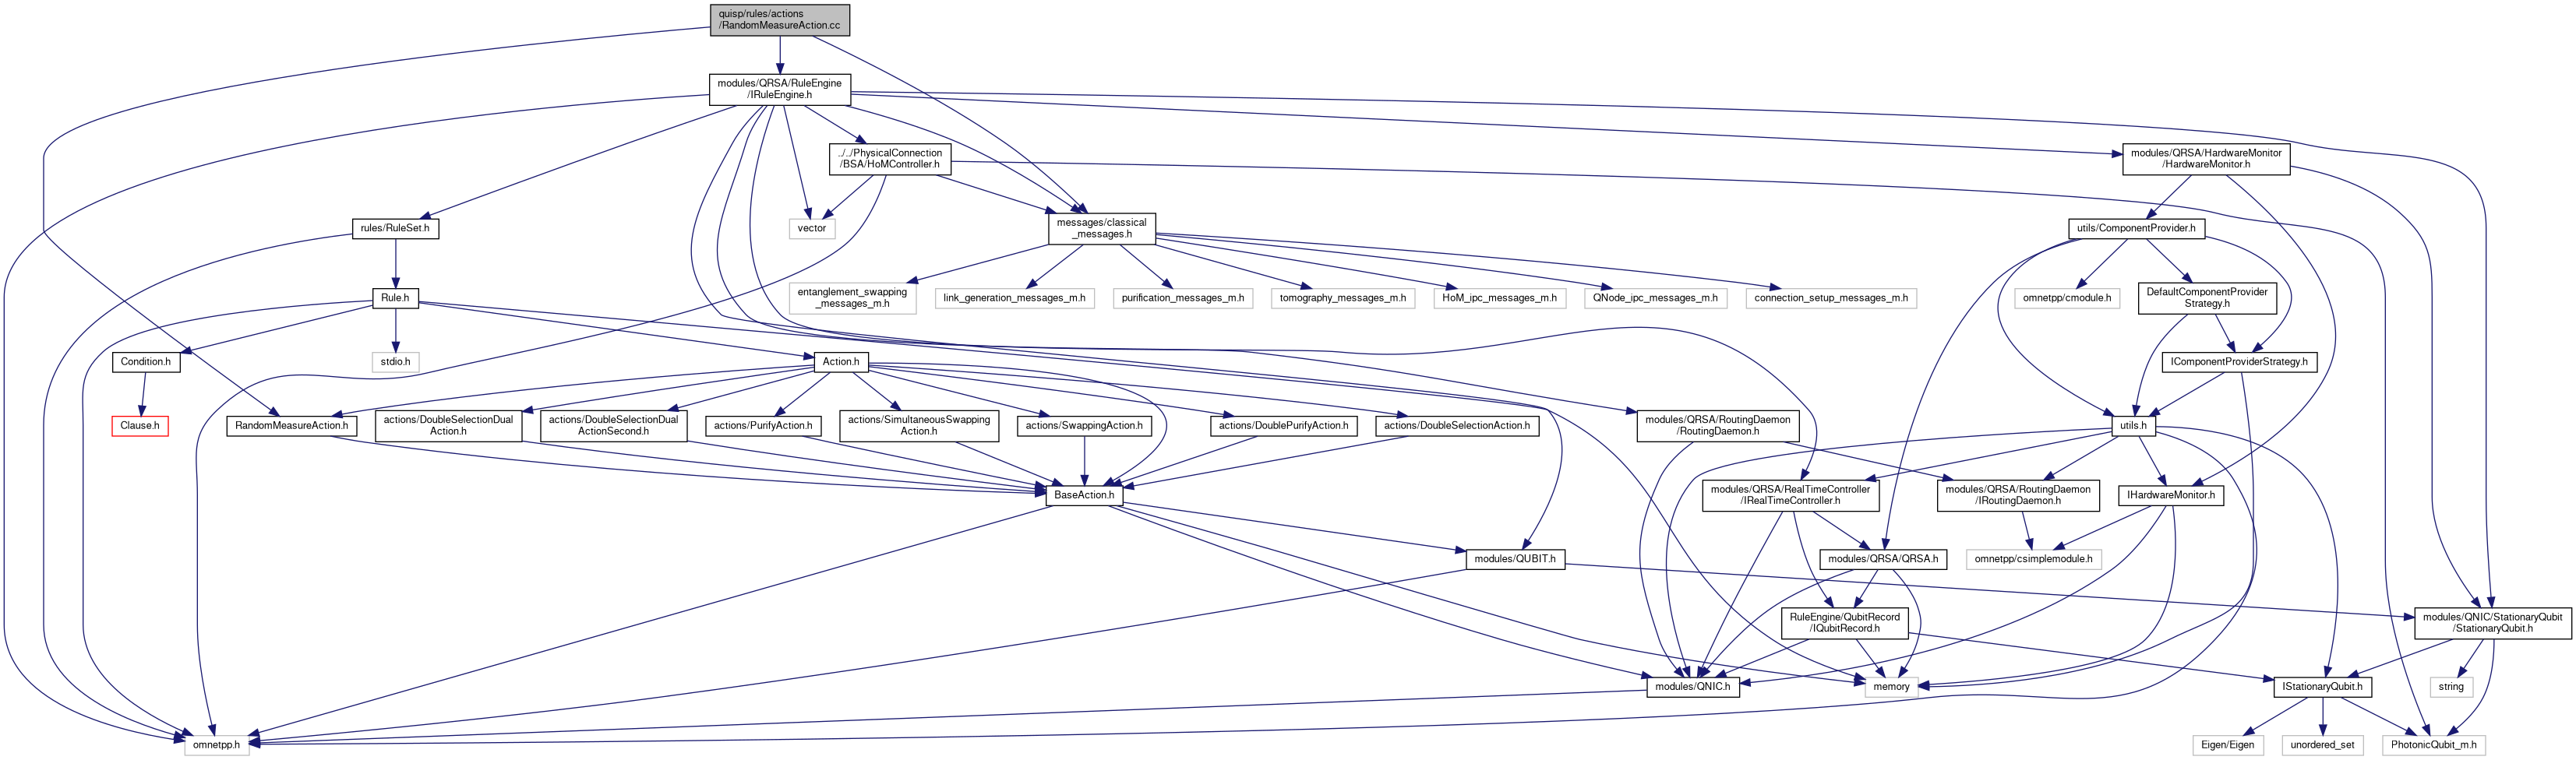 quisp/rules/actions
/RandomMeasureAction.cc
modules/QRSA/RuleEngine
/IRuleEngine.h
../../PhysicalConnection
/BSA/HoMController.h
modules/QRSA/HardwareMonitor
/HardwareMonitor.h
rules/RuleSet.h
vector
messages/classical
_messages.h
utils/ComponentProvider.h
Rule.h
entanglement_swapping
_messages_m.h
link_generation_messages_m.h
purification_messages_m.h
tomography_messages_m.h
HoM_ipc_messages_m.h
QNode_ipc_messages_m.h
connection_setup_messages_m.h
omnetpp/cmodule.h
DefaultComponentProvider
Strategy.h
Condition.h
stdio.h
Action.h
IComponentProviderStrategy.h
Clause.h
RandomMeasureAction.h
actions/DoubleSelectionDual
Action.h
actions/DoubleSelectionDual
ActionSecond.h
actions/PurifyAction.h
actions/SimultaneousSwapping
Action.h
actions/SwappingAction.h
actions/DoublePurifyAction.h
actions/DoubleSelectionAction.h
modules/QRSA/RoutingDaemon
/RoutingDaemon.h
utils.h
BaseAction.h
modules/QRSA/RealTimeController
/IRealTimeController.h
modules/QRSA/RoutingDaemon
/IRoutingDaemon.h
IHardwareMonitor.h
modules/QUBIT.h
modules/QRSA/QRSA.h
omnetpp/csimplemodule.h
RuleEngine/QubitRecord
/IQubitRecord.h
modules/QNIC/StationaryQubit
/StationaryQubit.h
modules/QNIC.h
memory
IStationaryQubit.h
string
omnetpp.h
Eigen/Eigen
unordered_set
PhotonicQubit_m.h